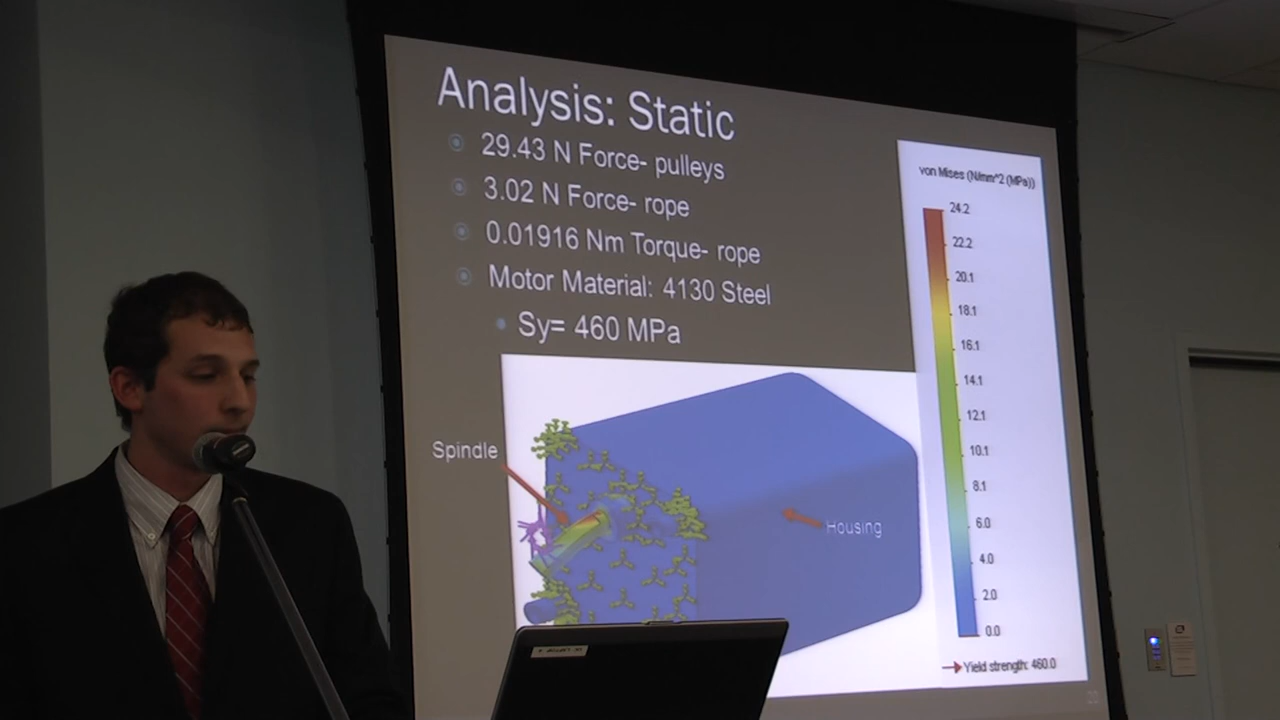 Analysis: Static
29.43 N Force- pulleys
3.02 N Force- rope
0.01916 Nm Torque- rope
Motor Material: 4130 Steel
Sy= 460 MPa
Spindle
Housing
von Mises (N/mm^2 (MPa))
24.2
22.2
20.1
18.1
16.1
14.1
12.1
10.1
8.1
6.0
4.0
2.0
0.0
Yield strength: 460.0